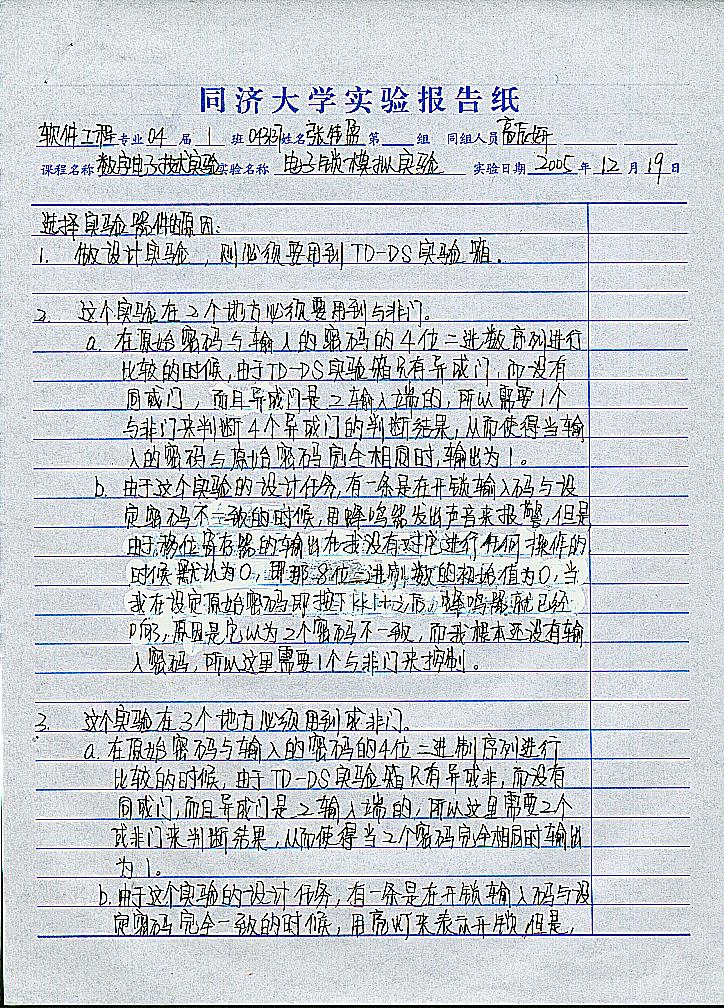 同济大学实验报告纸
软件工程专业04届1班04313姓名张伟盈第 组 同组人员高辰妍
课程名称数字电子技术实验实验名称 电子锁模拟实验 实验日期2005年12月19日
选择实验器件的原因:
1. 做设计实验,则必须要用到TD-DS实验箱.
2. 这个实验在2个地方必须要用到与非门。
a. 在原始密码与输入的密码的4位二进数序列进行
比较的时候,由于TD-DS实验箱只有异或门,而没有
同或门,而且异或门是2输入端的,所以需要1个
与非门来判断4个异或门的判断结果,从而使得当输
入的密码与原始密码完全相同时,输出为1。
b. 由于这个实验的设计任务,有一条是在开锁输入码与设
定密码不一致的时候,用蜂鸣器发出声音来报警,但是
由于移位寄存器的输出在我没有对它进行任何操作的
时候默认为0,即那8位二进制数的初始值为0,当
我在设定原始密码即按下kk1+之后,蜂鸣器就已经
响,原因是它认为2个密码不一致,而我根本还没有输
入密码,所以这里需要1个与非门来控制。
3. 这个实验在3个地方必须用到或非门。
a. 在原始密码与输入的密码的4位二进制序列进行
比较的时候,由于TD-DS实验箱只有异或非,而没有
同或门,而且异或门是2输入端的,所以这里需要2个
或非门来判断结果,从而使得当2个密码完全相同时输出
为1。
b. 由于这个实验的设计任务,有一条是在开锁输入码与设
定密码完全一致的时候,用亮灯来表示开锁,但是,